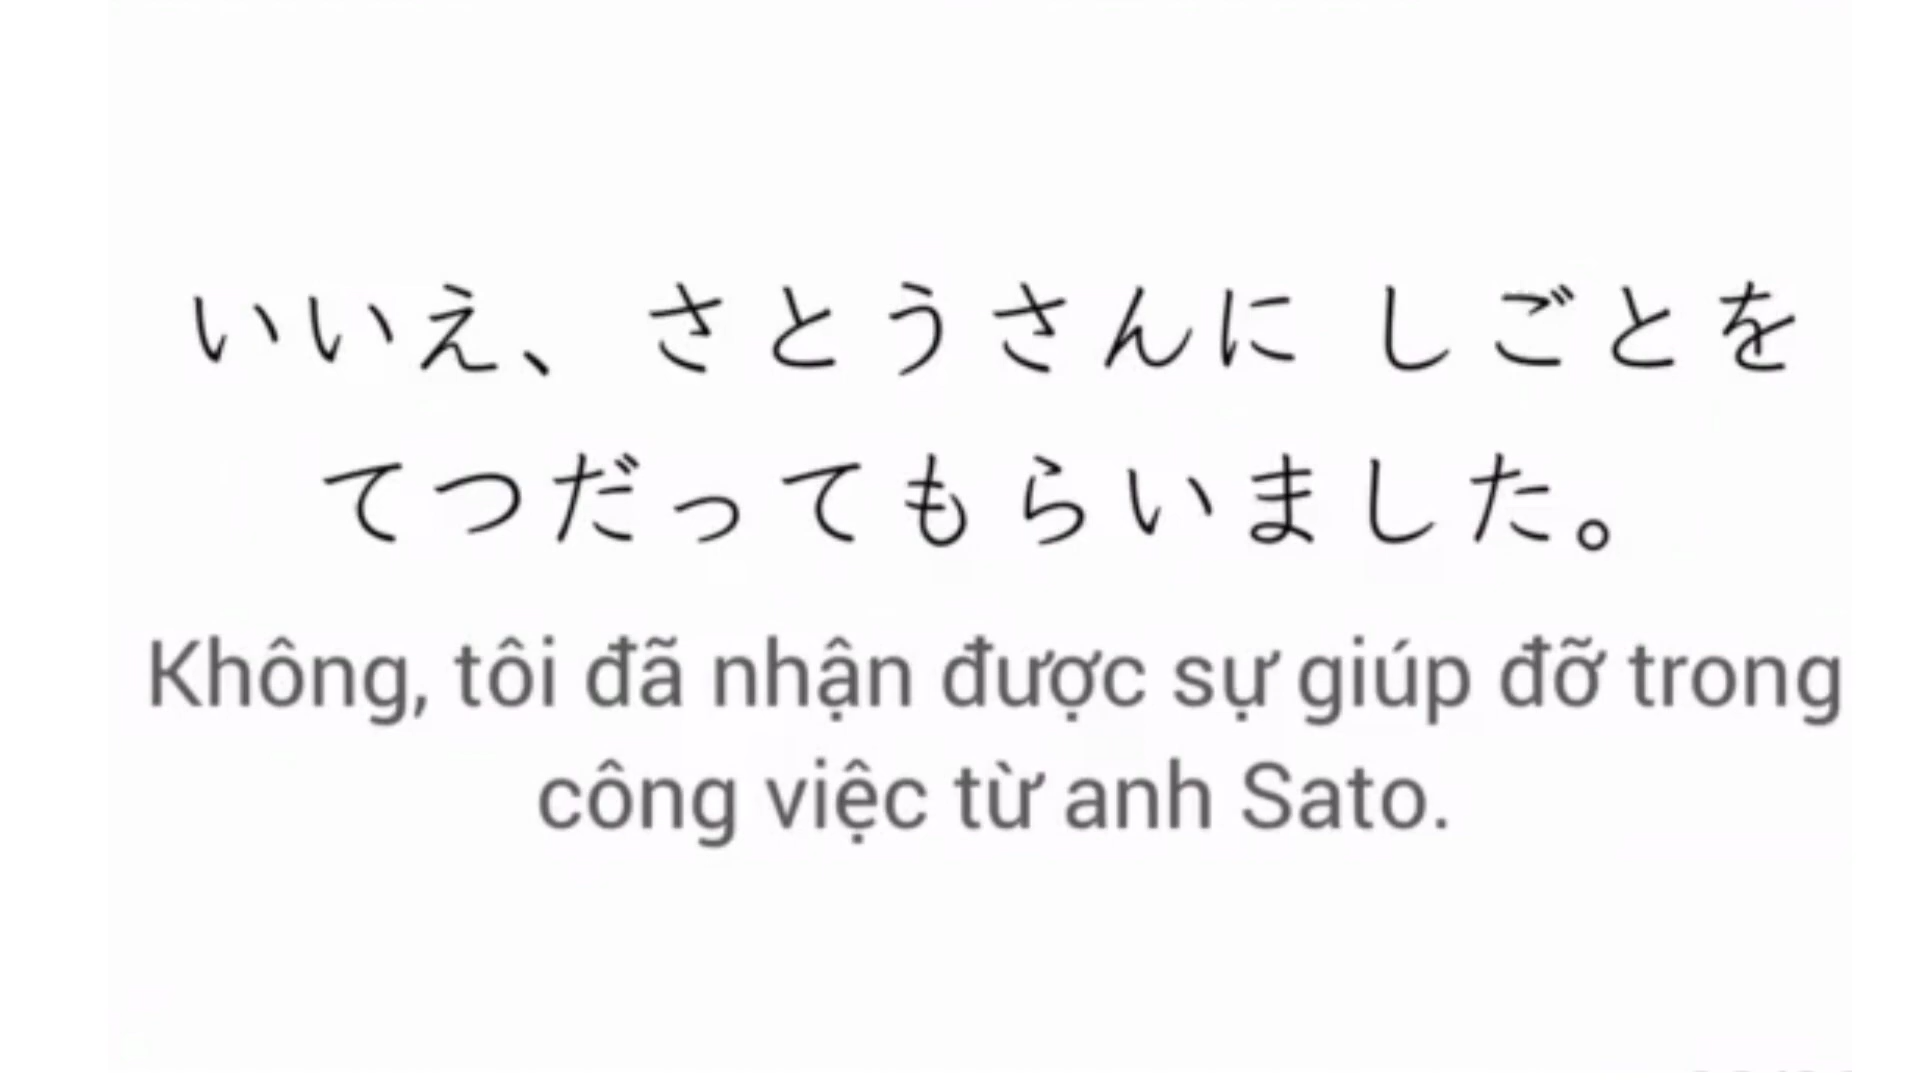 いいえ、さとうさんに しごとを
てつだってもらいました。
Không, tôi đã nhận được sự giúp đỡ trong
công việc từ anh Sato.